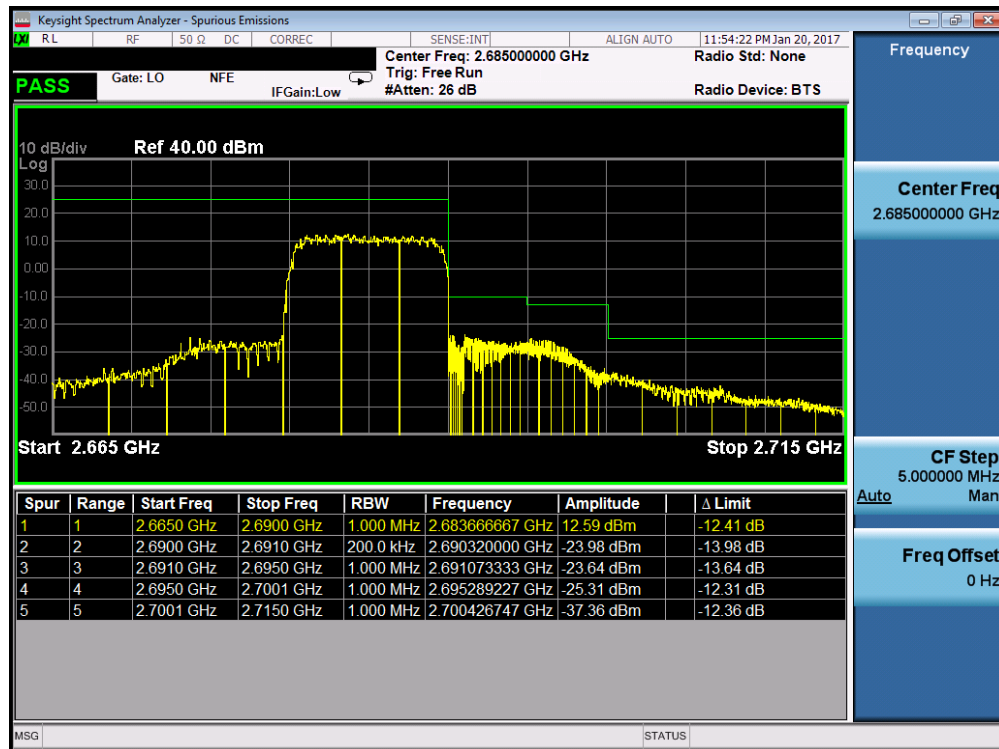 Keysight Spectrum Analyzer - Spurious Emissions
LXI RL RF 50 Ω DC CORREC SENSE:INT ALIGN AUTO 11:54:22 PM Jan 20, 2017
Center Freq: 2.685000000 GHz Radio Std: None
PASS Gate: LO NFE Trig: Free Run
IFGain:Low #Atten: 26 dB Radio Device: BTS
Frequency
10 dB/div Ref 40.00 dBm
Log
30.0
20.0
10.0
0.00
-10.0
-20.0
-30.0
-40.0
-50.0
Start 2.665 GHz Stop 2.715 GHz
Spur Range Start Freq Stop Freq RBW Frequency Amplitude Δ Limit
1 1 2.6650 GHz 2.6900 GHz 1.000 MHz 2.683666667 GHz 12.59 dBm -12.41 dB
2 2 2.6900 GHz 2.6910 GHz 200.0 kHz 2.690320000 GHz -23.98 dBm -13.98 dB
3 3 2.6910 GHz 2.6950 GHz 1.000 MHz 2.691073333 GHz -23.64 dBm -13.64 dB
4 4 2.6950 GHz 2.7001 GHz 1.000 MHz 2.695289227 GHz -25.31 dBm -12.31 dB
5 5 2.7001 GHz 2.7150 GHz 1.000 MHz 2.700426747 GHz -37.36 dBm -12.36 dB
Center Freq
2.685000000 GHz
CF Step
5.000000 MHz
Auto Man
Freq Offset
0 Hz
MSG STATUS